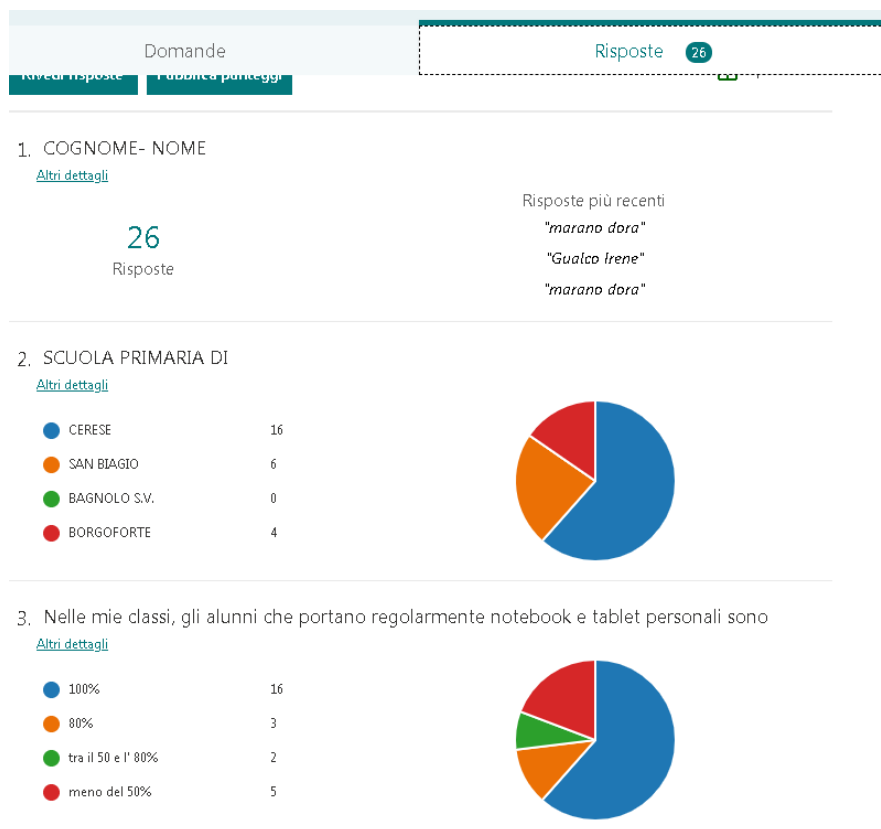 Domande
Risposte 26
Rivedi risposte Pubblica punteggi
1. COGNOME- NOME
Altri dettagli
26
Risposte
Risposte più recenti
"marano dora"
"Gualco Irene"
"marano dora"
2. SCUOLA PRIMARIA DI
Altri dettagli
CERESE 16
SAN BIAGIO 6
BAGNOLO S.V. 0
BORGOFORTE 4
3. Nelle mie classi, gli alunni che portano regolarmente notebook e tablet personali sono
Altri dettagli
100% 16
80% 3
tra il 50 e l' 80% 2
meno del 50% 5